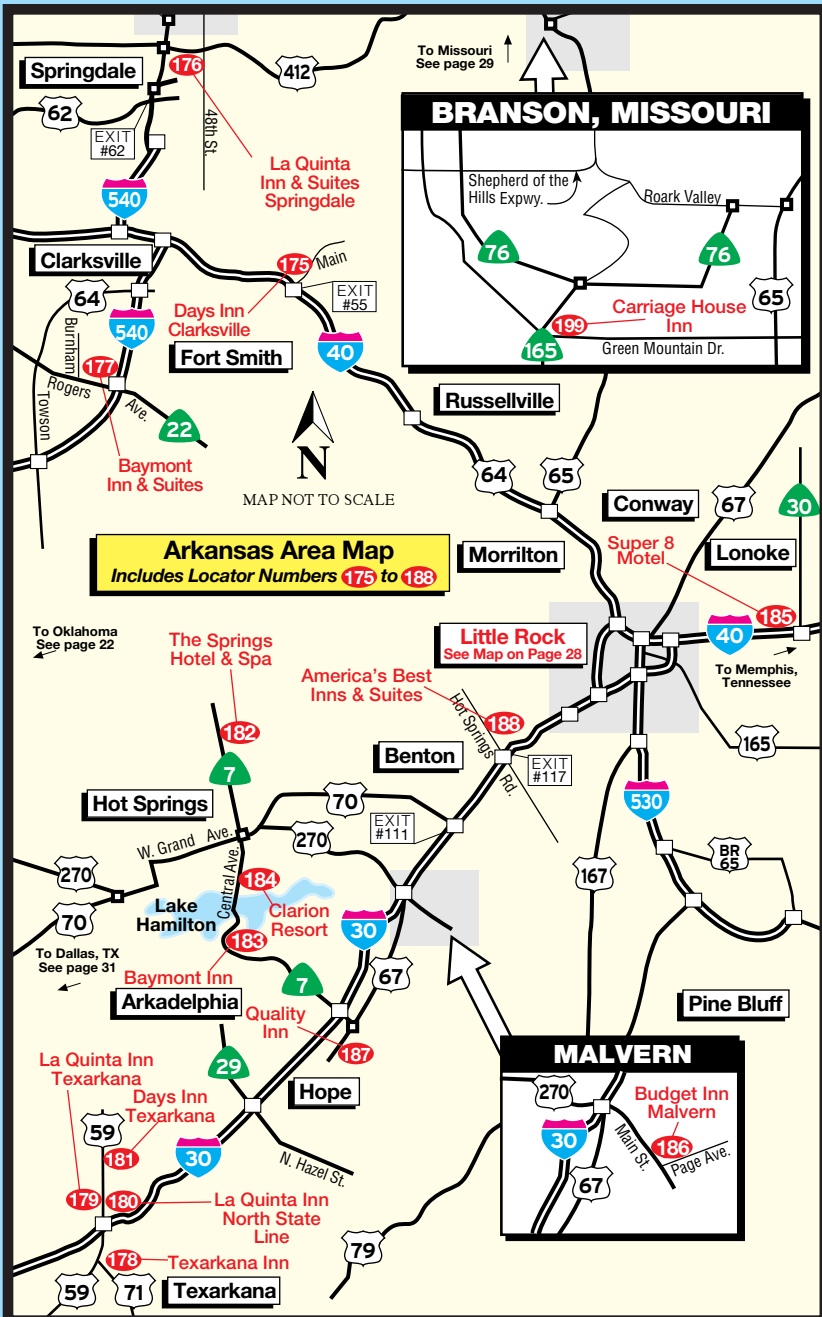 To Missouri
See page 29
Springdale
176
412
62
EXIT
#62
48th St.
La Quinta
Inn & Suites
Springdale
540
BRANSON, MISSOURI
Shepherd of the
Hills Expwy.
Roark Valley
76
76
65
199
Carriage House
Inn
165
Green Mountain Dr.
Clarksville
175
Main
EXIT
#55
64
Days Inn
Clarksville
540
Burnham
Fort Smith
40
177
Rogers
Ave.
Towson
22
Baymont
Inn & Suites
N
MAP NOT TO SCALE
Russellville
64
65
Conway
67
30
Arkansas Area Map
Includes Locator Numbers 175 to 188
Morrilton
Super 8
Motel
Lonoke
185
To Oklahoma
See page 22
The Springs
Hotel & Spa
Little Rock
See Map on Page 28
40
To Memphis,
Tennessee
America's Best
Inns & Suites
188
Hot Springs
Rd.
182
7
Benton
EXIT
#117
165
Hot Springs
70
EXIT
#111
530
W. Grand Ave.
270
BR
65
270
Central Ave.
184
167
70
Lake
Hamilton
Clarion
Resort
30
To Dallas, TX
See page 31
183
67
Baymont Inn
7
Arkadelphia
Quality
Inn
187
Pine Bluff
29
La Quinta Inn
Texarkana
Days Inn
Texarkana
Hope
59
181
30
N. Hazel St.
179
180
La Quinta Inn
North State
Line
178
Texarkana Inn
79
59
71
Texarkana
MALVERN
270
Budget Inn
Malvern
30
Main St.
186
Page Ave.
67